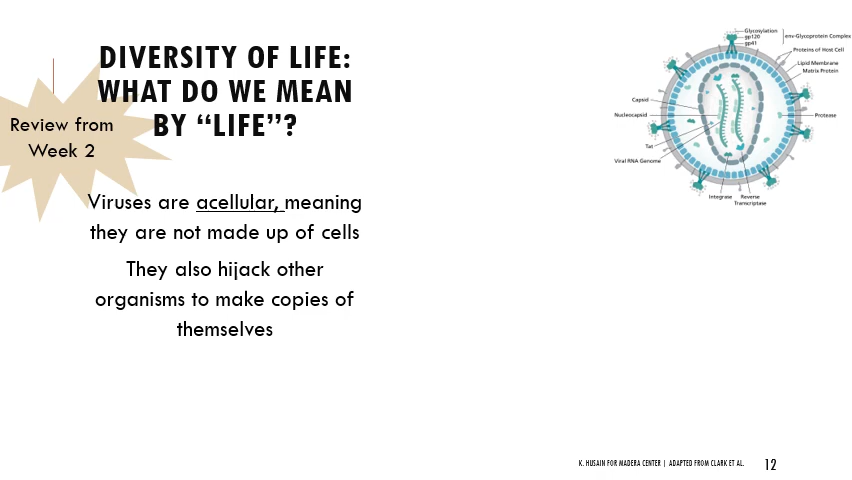 DIVERSITY OF LIFE:
WHAT DO WE MEAN
BY “LIFE”?
Review from
Week 2
Viruses are acellular, meaning
they are not made up of cells
They also hijack other
organisms to make copies of
themselves
Glycosylation
gp120
gp41
env-Glycoprotein Complex
Proteins of Host Cell
Lipid Membrane
Matrix Protein
Capsid
Nucleocapsid
Protease
Tat
Viral RNA Genome
Integrase
Reverse
Transcriptase
K. HUSAIN FOR MADERA CENTER | ADAPTED FROM CLARK ET AL.
12